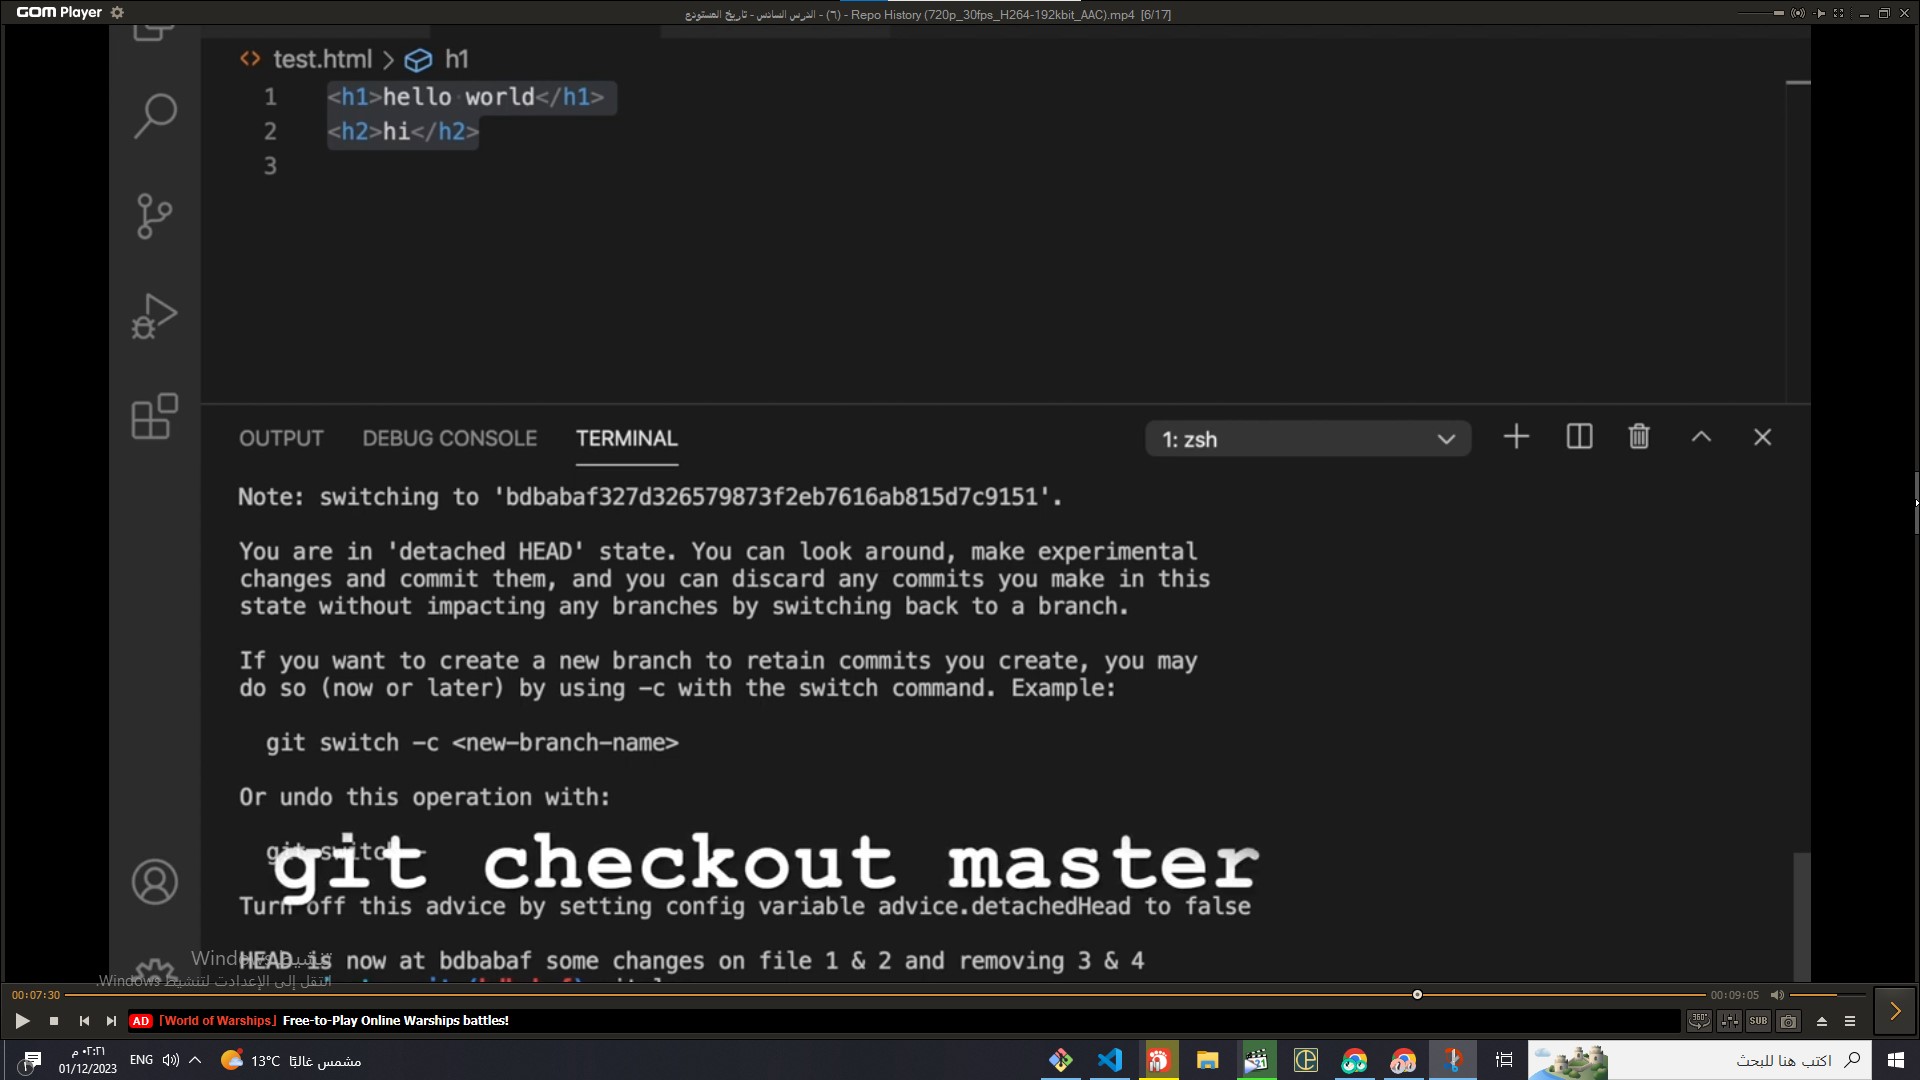 GOM Player
الدرس السادس - تاريخ المستودع - (٦) - Repo History (720p_30fps_H264-192kbit_AAC).mp4 [6/17]
test.html > h1
1 <h1>hello world</h1>
2 <h2>hi</h2>
3
OUTPUT DEBUG CONSOLE TERMINAL 1: zsh
Note: switching to 'bdbabaf327d326579873f2eb7616ab815d7c9151'.
You are in 'detached HEAD' state. You can look around, make experimental
changes and commit them, and you can discard any commits you make in this
state without impacting any branches by switching back to a branch.
If you want to create a new branch to retain commits you create, you may
do so (now or later) by using -c with the switch command. Example:
git switch -c <new-branch-name>
Or undo this operation with:
git switch -
git checkout master
Turn off this advice by setting config variable advice.detachedHead to false
تنشيط Windows
HEAD is now at bdbabaf some changes on file 1 & 2 and removing 3 & 4
انتقل إلى الإعدادات لتنشيط Windows.
00:07:30 00:09:05
AD [World of Warships] Free-to-Play Online Warships battles!
360° SUB
٠٢:٢١ م
01/12/2023
ENG
13°C مشمس غالبًا
21
اكتب هنا للبحث
1